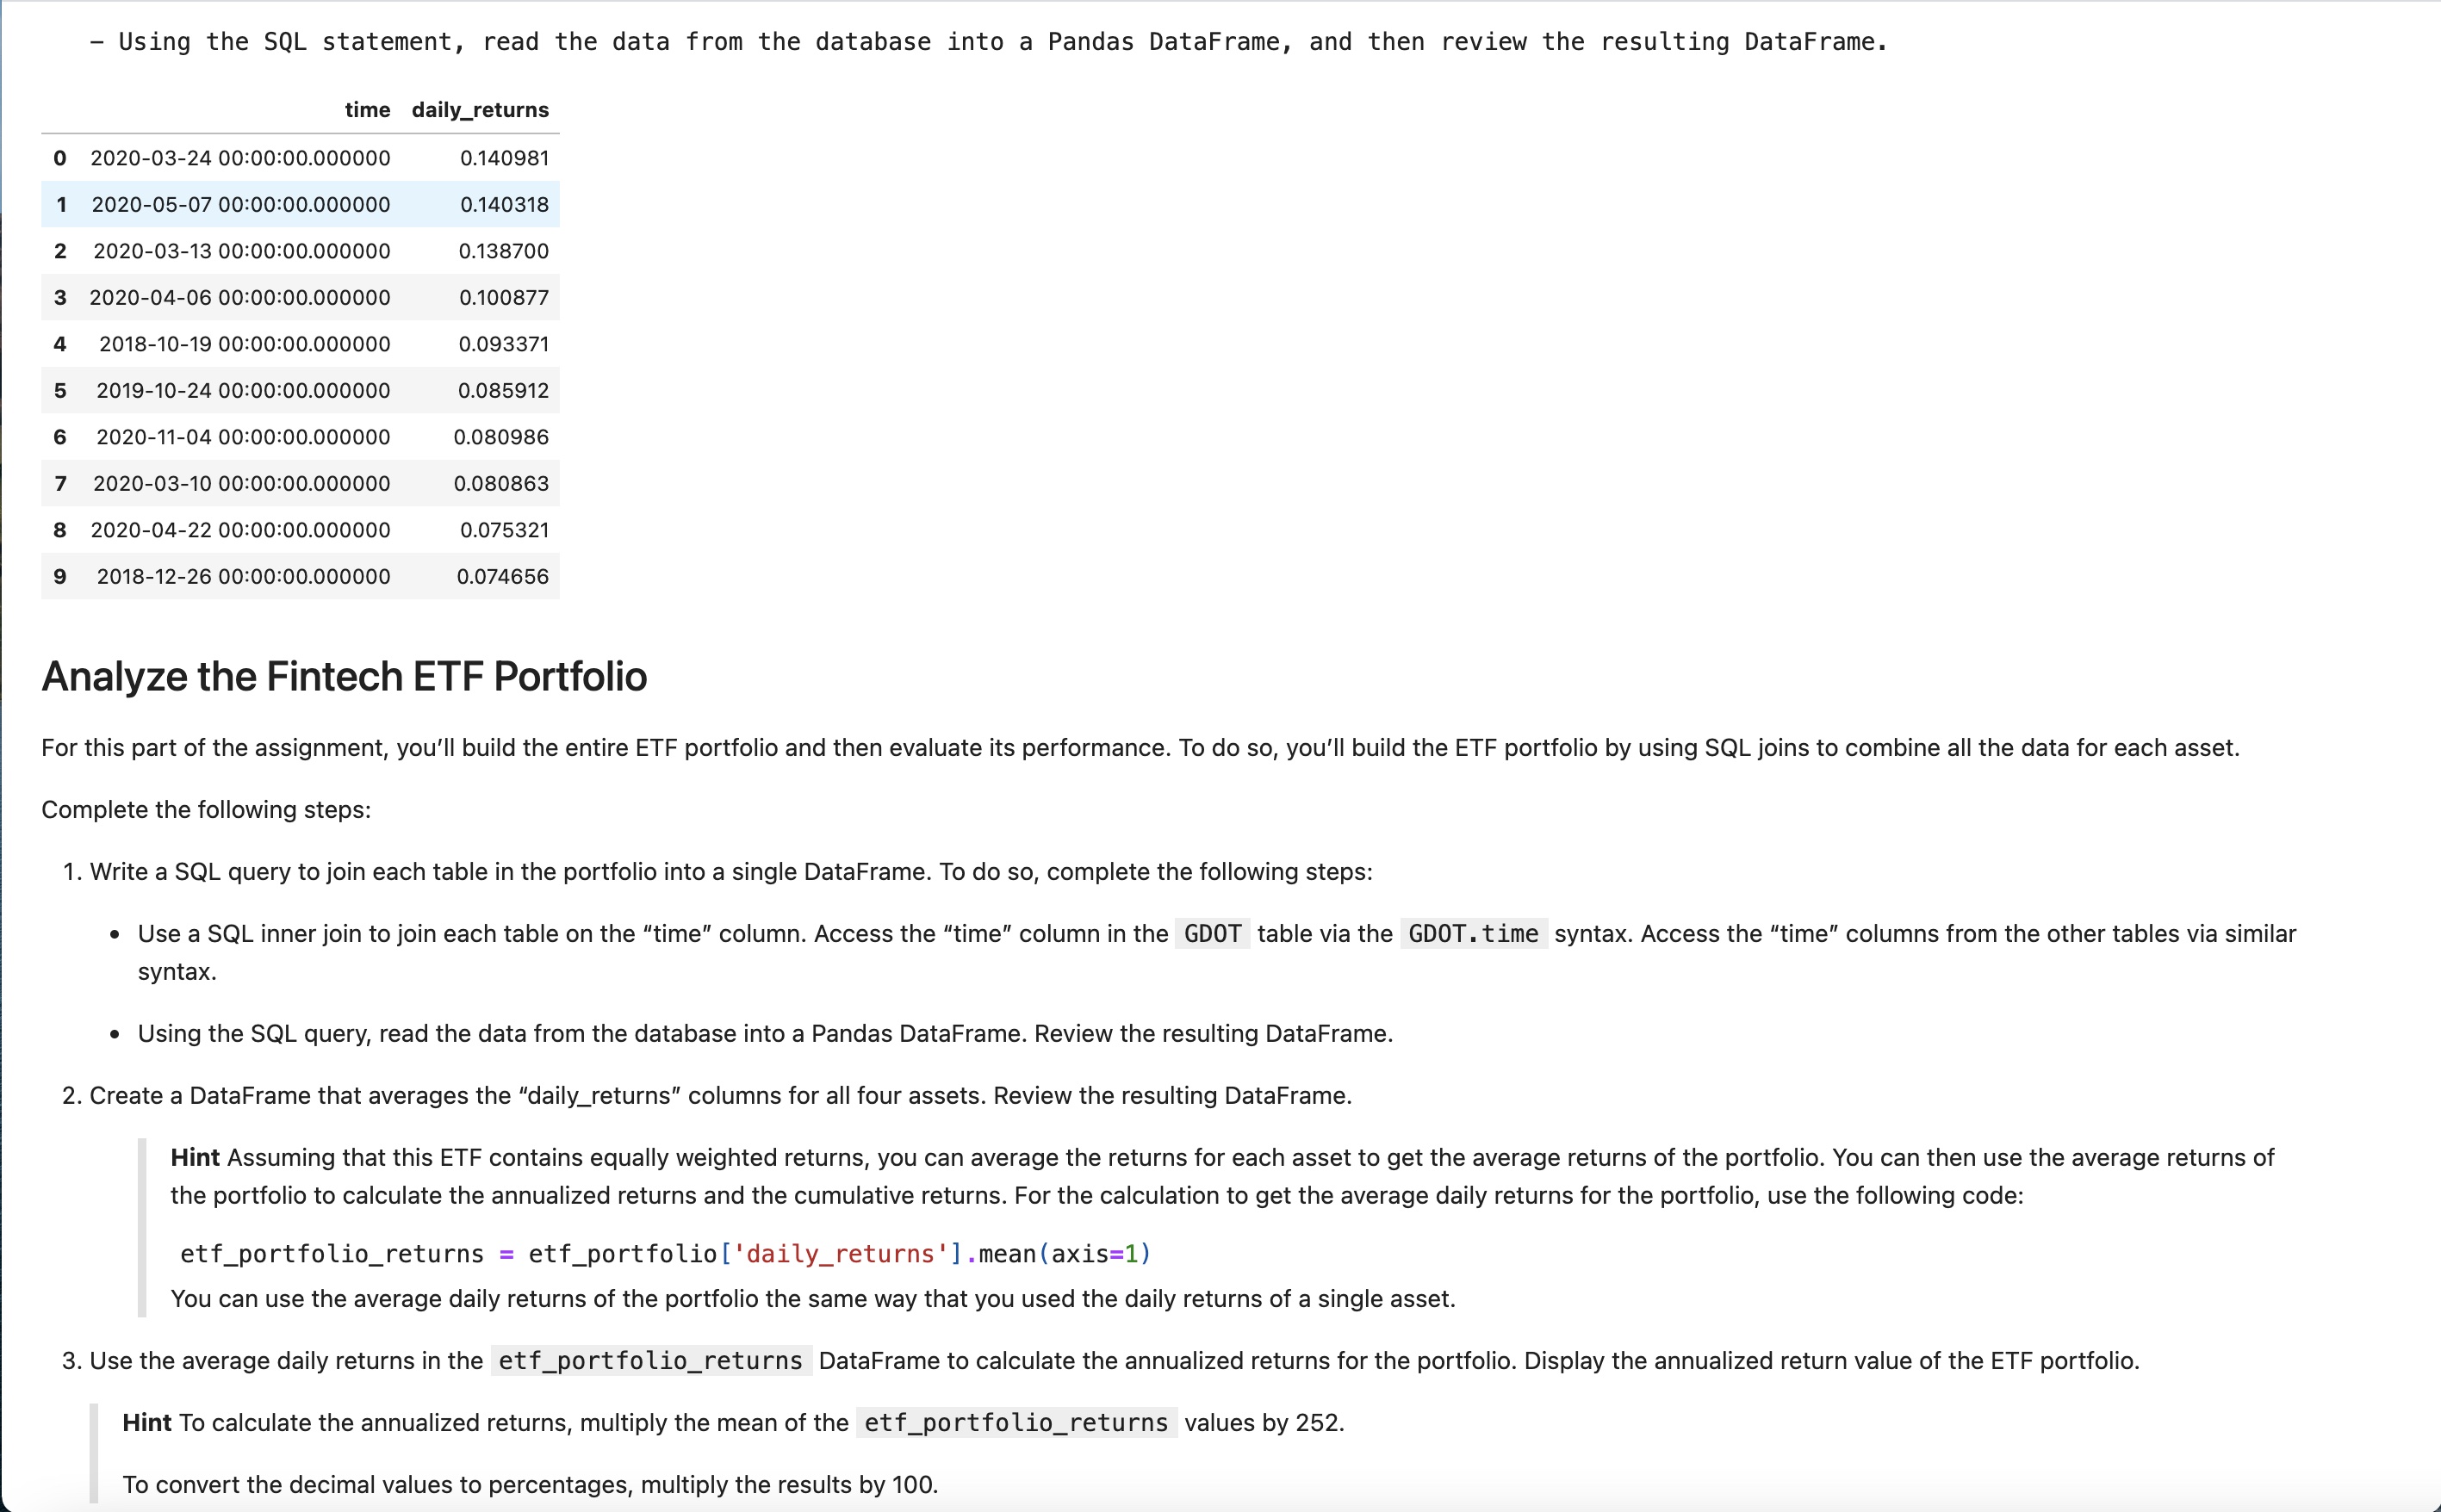 – Using the SQL statement, read the data from the database into a Pandas DataFrame, and then review the resulting DataFrame.
time daily_returns
0 2020-03-24 00:00:00.000000 0.140981
1 2020-05-07 00:00:00.000000 0.140318
2 2020-03-13 00:00:00.000000 0.138700
3 2020-04-06 00:00:00.000000 0.100877
4 2018-10-19 00:00:00.000000 0.093371
5 2019-10-24 00:00:00.000000 0.085912
6 2020-11-04 00:00:00.000000 0.080986
7 2020-03-10 00:00:00.000000 0.080863
8 2020-04-22 00:00:00.000000 0.075321
9 2018-12-26 00:00:00.000000 0.074656
Analyze the Fintech ETF Portfolio
For this part of the assignment, you’ll build the entire ETF portfolio and then evaluate its performance. To do so, you’ll build the ETF portfolio by using SQL joins to combine all the data for each asset.
Complete the following steps:
1. Write a SQL query to join each table in the portfolio into a single DataFrame. To do so, complete the following steps:
• Use a SQL inner join to join each table on the “time” column. Access the “time” column in the GDOT table via the GDOT.time syntax. Access the “time” columns from the other tables via similar
syntax.
• Using the SQL query, read the data from the database into a Pandas DataFrame. Review the resulting DataFrame.
2. Create a DataFrame that averages the “daily_returns” columns for all four assets. Review the resulting DataFrame.
Hint Assuming that this ETF contains equally weighted returns, you can average the returns for each asset to get the average returns of the portfolio. You can then use the average returns of
the portfolio to calculate the annualized returns and the cumulative returns. For the calculation to get the average daily returns for the portfolio, use the following code:
etf_portfolio_returns = etf_portfolio['daily_returns'].mean(axis=1)
You can use the average daily returns of the portfolio the same way that you used the daily returns of a single asset.
3. Use the average daily returns in the etf_portfolio_returns DataFrame to calculate the annualized returns for the portfolio. Display the annualized return value of the ETF portfolio.
Hint To calculate the annualized returns, multiply the mean of the etf_portfolio_returns values by 252.
To convert the decimal values to percentages, multiply the results by 100.